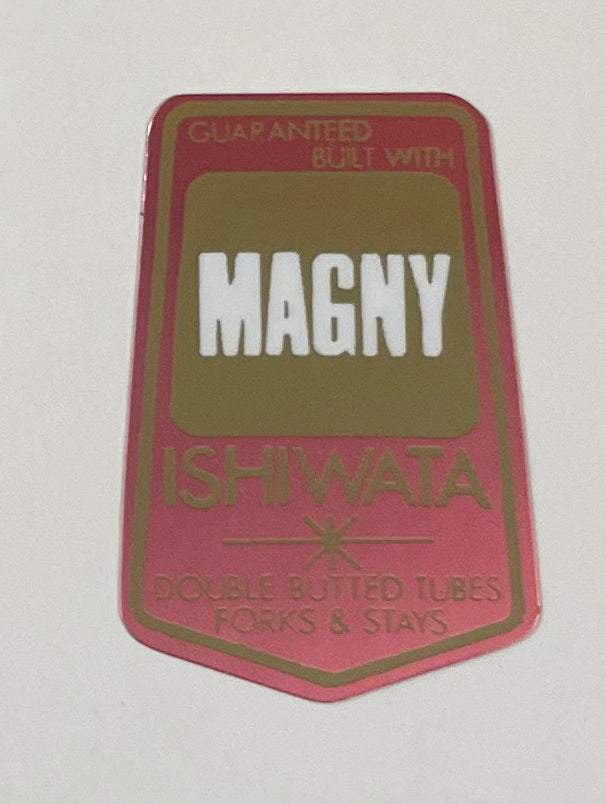 GUARANTEED
BUILT WITH
MAGNY
ISHIWATA
DOUBLE BUTTED TUBES
FORKS & STAYS